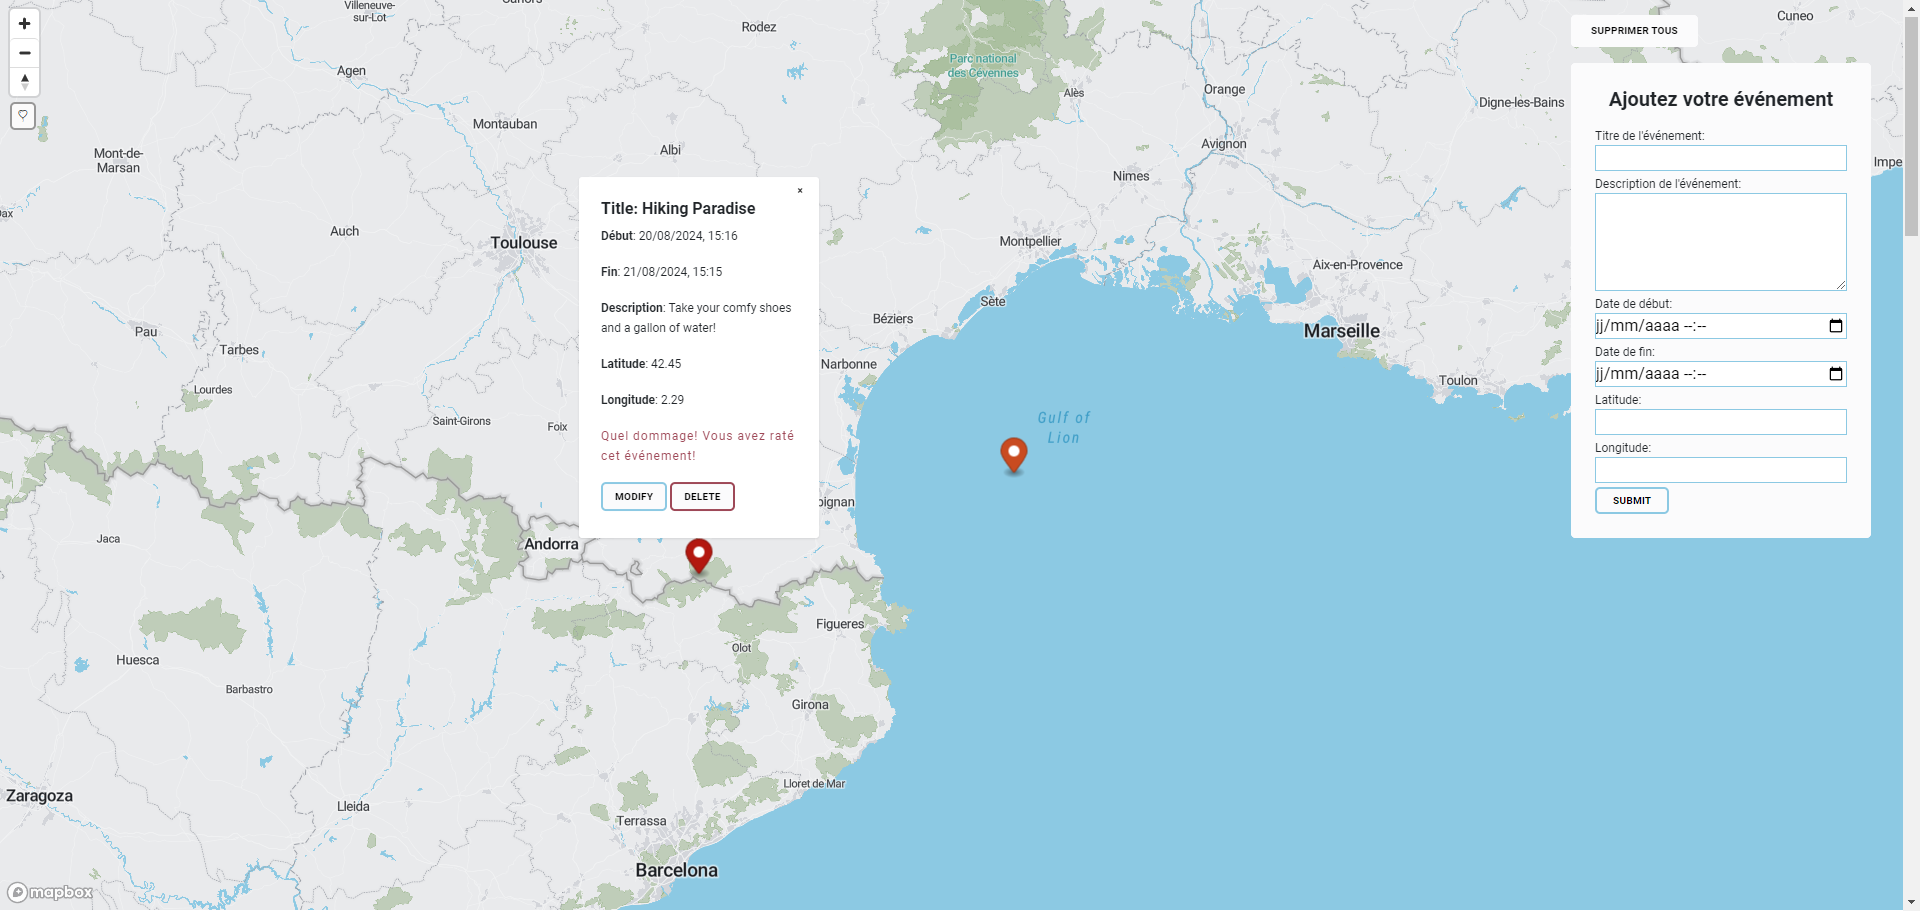 Villeneuve-
sur-Lot
Rodez
Cuneo
SUPPRIMER TOUS
Parc national
des Cévennes
Agen
Alès
Orange
Digne-les-Bains
Ajoutez votre événement
Montauban
Titre de l'événement:
Mont-de-
Marsan
Albi
Avignon
Impe
Nimes
Description de l'événement:
×
Title: Hiking Paradise
Début: 20/08/2024, 15:16
Fin: 21/08/2024, 15:15
Description: Take your comfy shoes
and a gallon of water!
Latitude: 42.45
Longitude: 2.29
Quel dommage! Vous avez raté
cet événement!
MODIFY
DELETE
Dax
Auch
Toulouse
Montpellier
Aix-en-Provence
Sète
Date de début:
jj/mm/aaaa --:--
Béziers
Marseille
Pau
Tarbes
Date de fin:
jj/mm/aaaa --:--
Narbonne
Toulon
Lourdes
Latitude:
Saint-Girons
Foix
Gulf of
Lion
Longitude:
SUBMIT
bignan
Jaca
Andorra
Figueres
Olot
Huesca
Barbastro
Girona
Lloret de Mar
Zaragoza
Lleida
Terrassa
Barcelona
mapbox